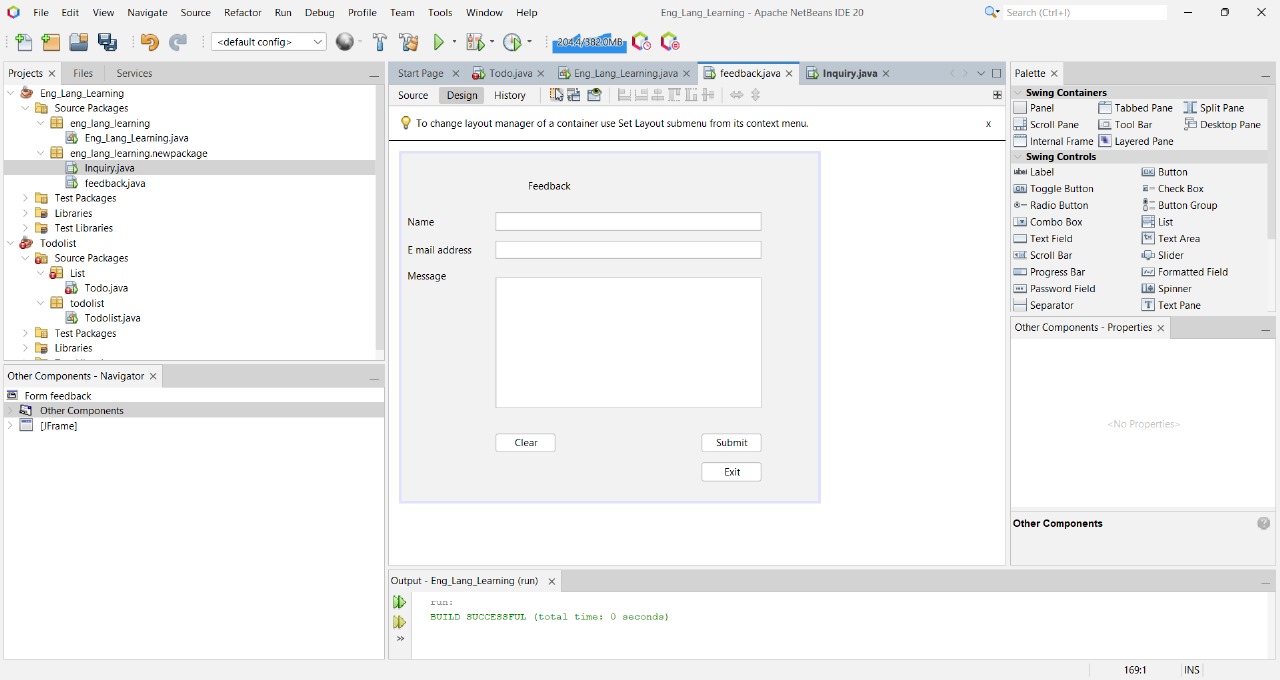 File Edit View Navigate Source Refactor Run Debug Profile Team Tools Window Help
Eng_Lang_Learning - Apache NetBeans IDE 20
Search (Ctrl+I)
<default config>
204.4/382.0MB
Projects Files Services
Eng_Lang_Learning
Source Packages
eng_lang_learning
Eng_Lang_Learning.java
eng_lang_learning.newpackage
Inquiry.java
feedback.java
Test Packages
Libraries
Test Libraries
Todolist
Source Packages
List
Todo.java
todolist
Todolist.java
Test Packages
Libraries
Other Components - Navigator
Form feedback
Other Components
[JFrame]
Start Page Todo.java Eng_Lang_Learning.java feedback.java Inquiry.java
Source Design History
To change layout manager of a container use Set Layout submenu from its context menu.
x
Feedback
Name
E mail address
Message
Clear
Submit
Exit
Output - Eng_Lang_Learning (run)
run:
BUILD SUCCESSFUL (total time: 0 seconds)
Palette
Swing Containers
Panel Tabbed Pane Split Pane
Scroll Pane Tool Bar Desktop Pane
Internal Frame Layered Pane
Swing Controls
Label Button
Toggle Button Check Box
Radio Button Button Group
Combo Box List
Text Field Text Area
Scroll Bar Slider
Progress Bar Formatted Field
Password Field Spinner
Separator Text Pane
Other Components - Properties
<No Properties>
Other Components
169:1 INS